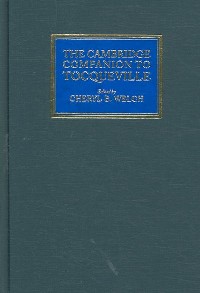 THE CAMBRIDGE
COMPANION TO
TOCQUEVILLE
Edited by
CHERYL B. WELCH